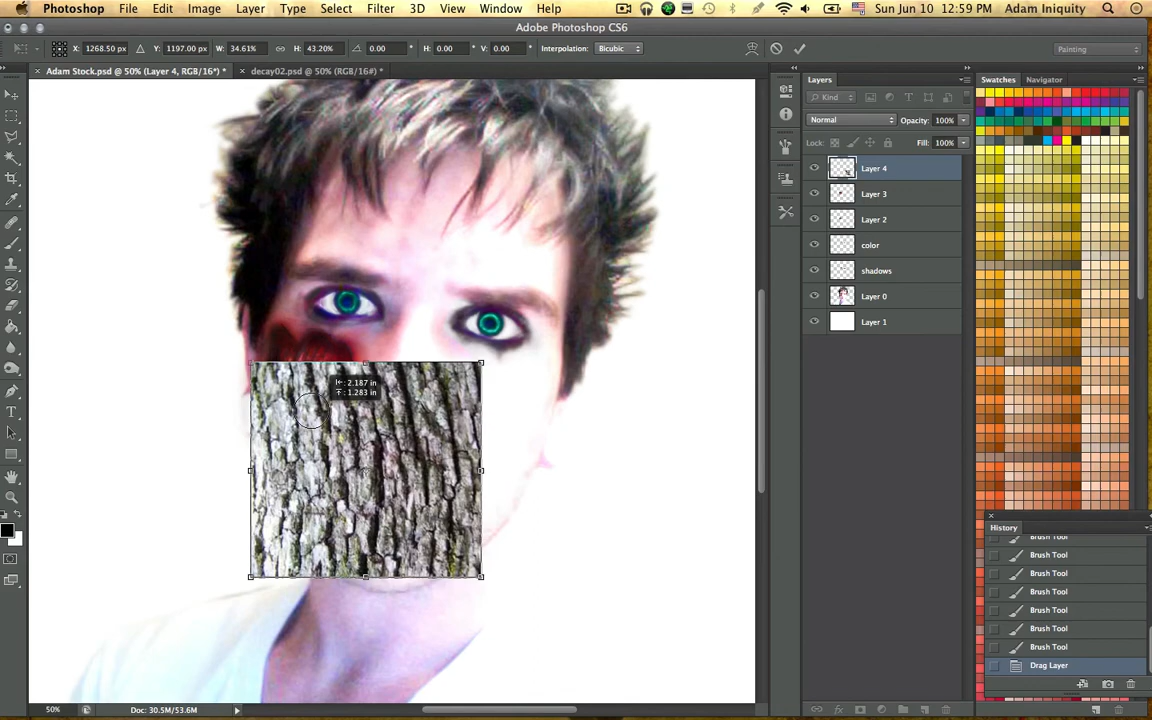 Photoshop File Edit Image Layer Type Select Filter 3D View Window Help Sun Jun 10 12:59 PM Adam Iniquity
Adobe Photoshop CS6
X: 1268.50 px Y: 1197.00 px W: 34.61% H: 43.20% 0.00 ° H: 0.00 ° V: 0.00 ° Interpolation: Bicubic Painting
× Adam Stock.psd @ 50% (Layer 4, RGB/16*) * × decay02.psd @ 50% (RGB/16#) *
Layers
Kind
Normal Opacity: 100%
Lock: Fill: 100%
Layer 4
Layer 3
Layer 2
color
shadows
Layer 0
Layer 1
Swatches Navigator
: 2.187 in
: 1.283 in
History
Brush Tool
Brush Tool
Brush Tool
Brush Tool
Brush Tool
Brush Tool
Brush Tool
Drag Layer
50% Doc: 30.5M/53.6M